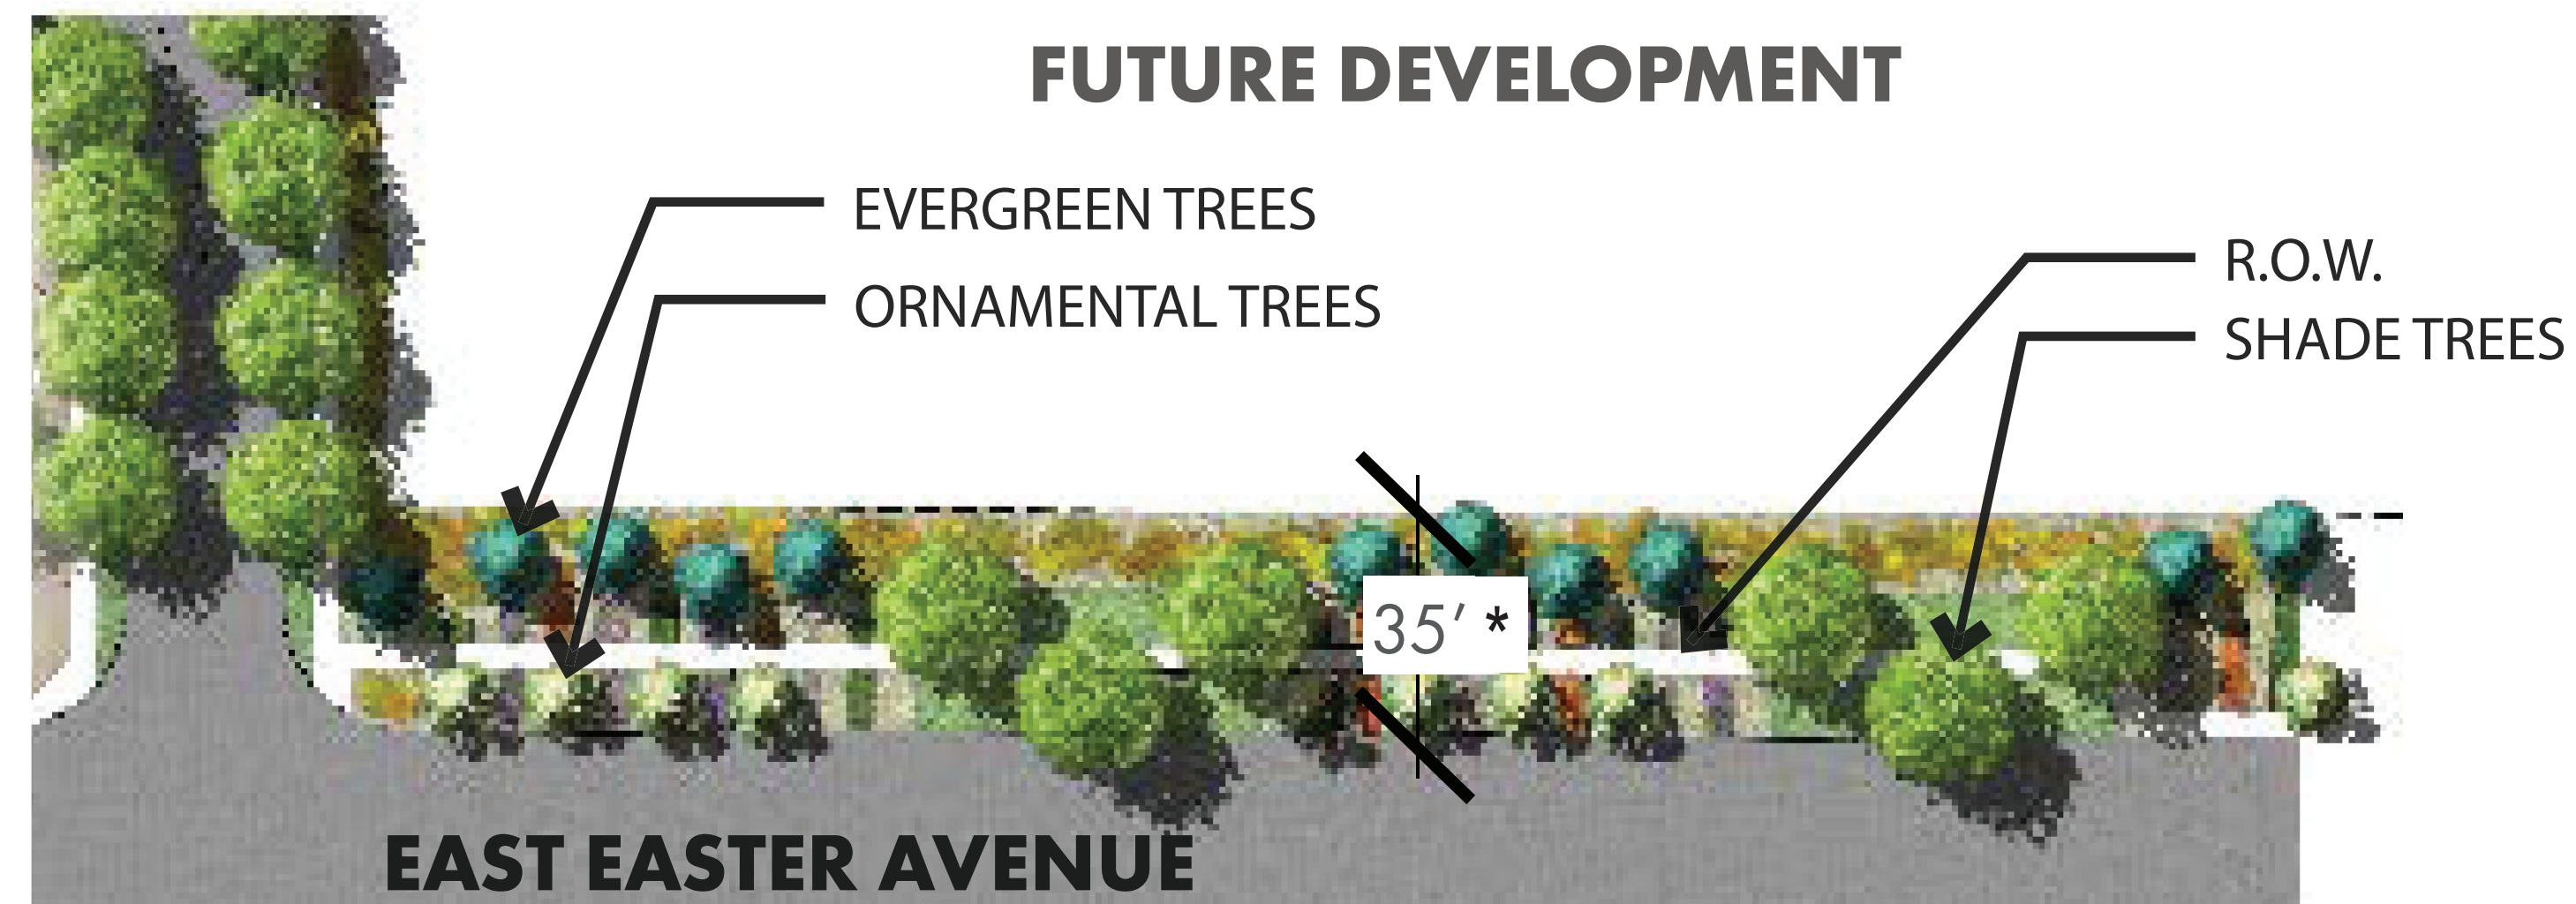 FUTURE DEVELOPMENT
EVERGREEN TREES
ORNAMENTAL TREES
R.O.W.
SHADE TREES
35' *
EAST EASTER AVENUE